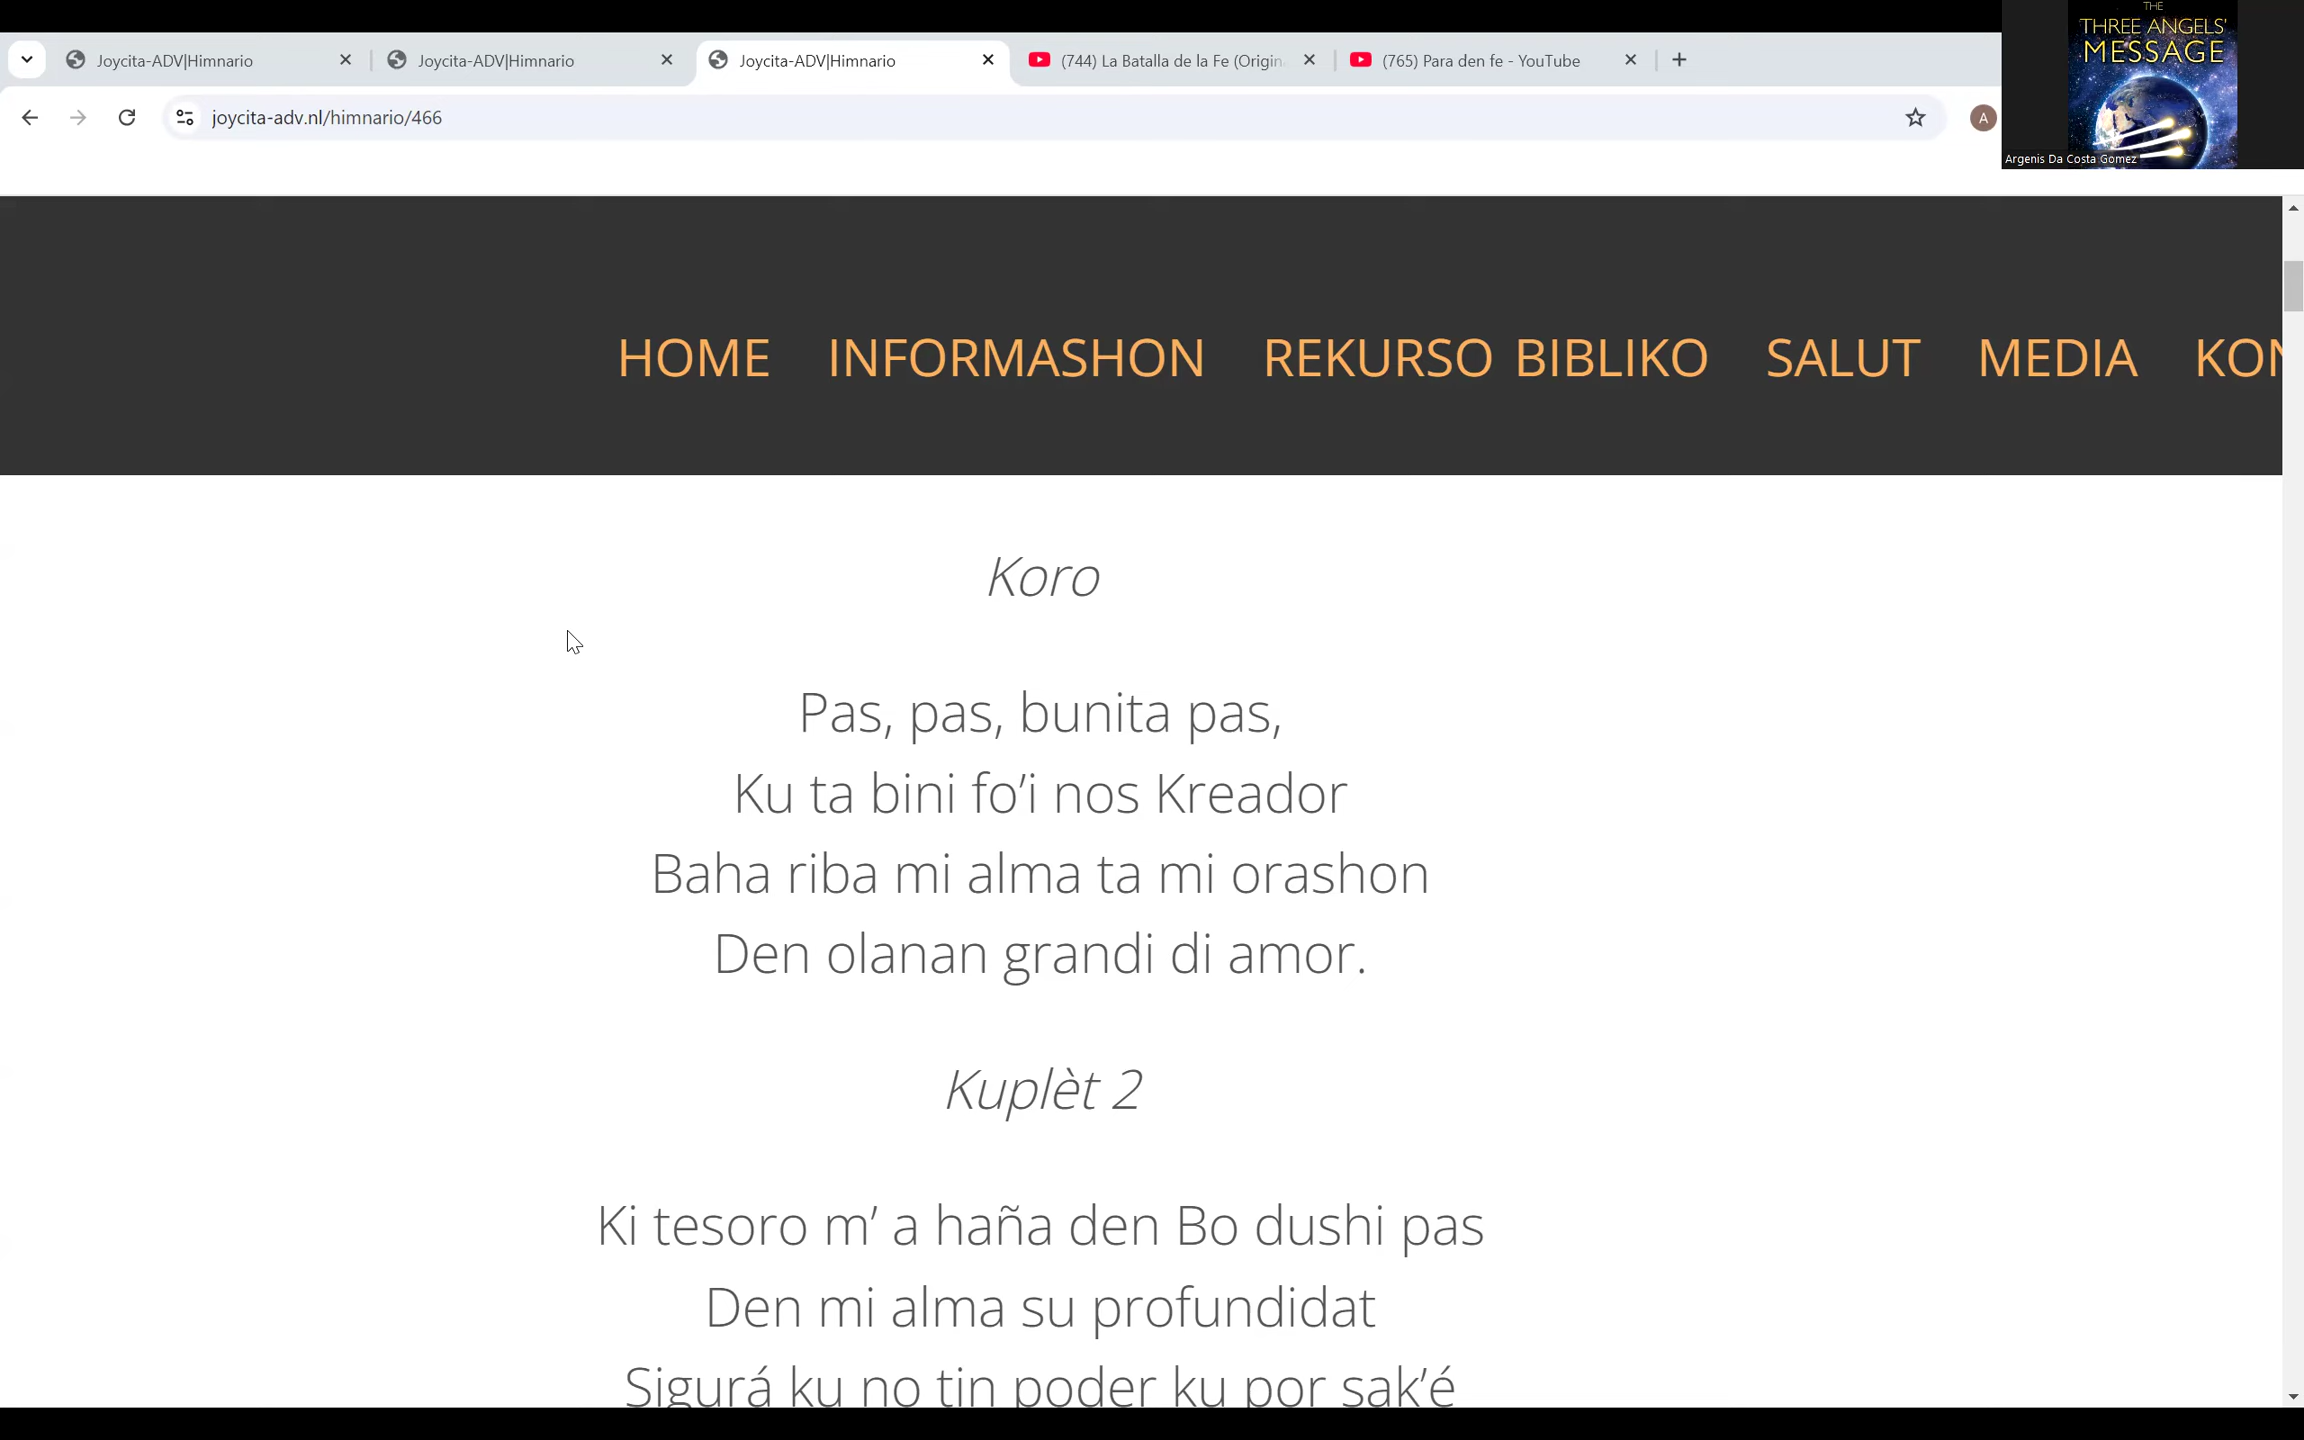 Joycita-ADV|Himnario
Joycita-ADV|Himnario
Joycita-ADV|Himnario
(744) La Batalla de la Fe (Origin
(765) Para den fe - YouTube
joycita-adv.nl/himnario/466
A
THE
THREE ANGELS'
MESSAGE
Argenis Da Costa Gomez
HOME INFORMASHON REKURSO BIBLIKO SALUT MEDIA KON
Koro
Pas, pas, bunita pas,
Ku ta bini fo’i nos Kreador
Baha riba mi alma ta mi orashon
Den olanan grandi di amor.
Kuplèt 2
Ki tesoro m’ a haña den Bo dushi pas
Den mi alma su profundidat
Sigurá ku no tin poder ku por sak’é